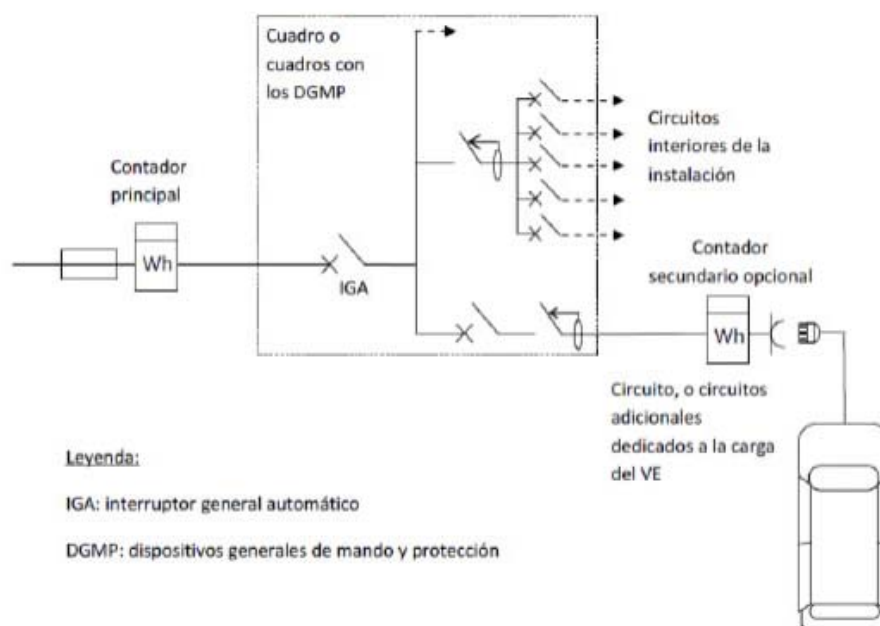 Cuadro o
cuadros con
los DGMP
Circuitos
interiores de la
instalación
Contador
principal
Wh
IGA
Contador
secundario opcional
Wh
Circuito, o circuitos
adicionales
dedicados a la carga
del VE
Leyenda:
IGA: interruptor general automático
DGMP: dispositivos generales de mando y protección